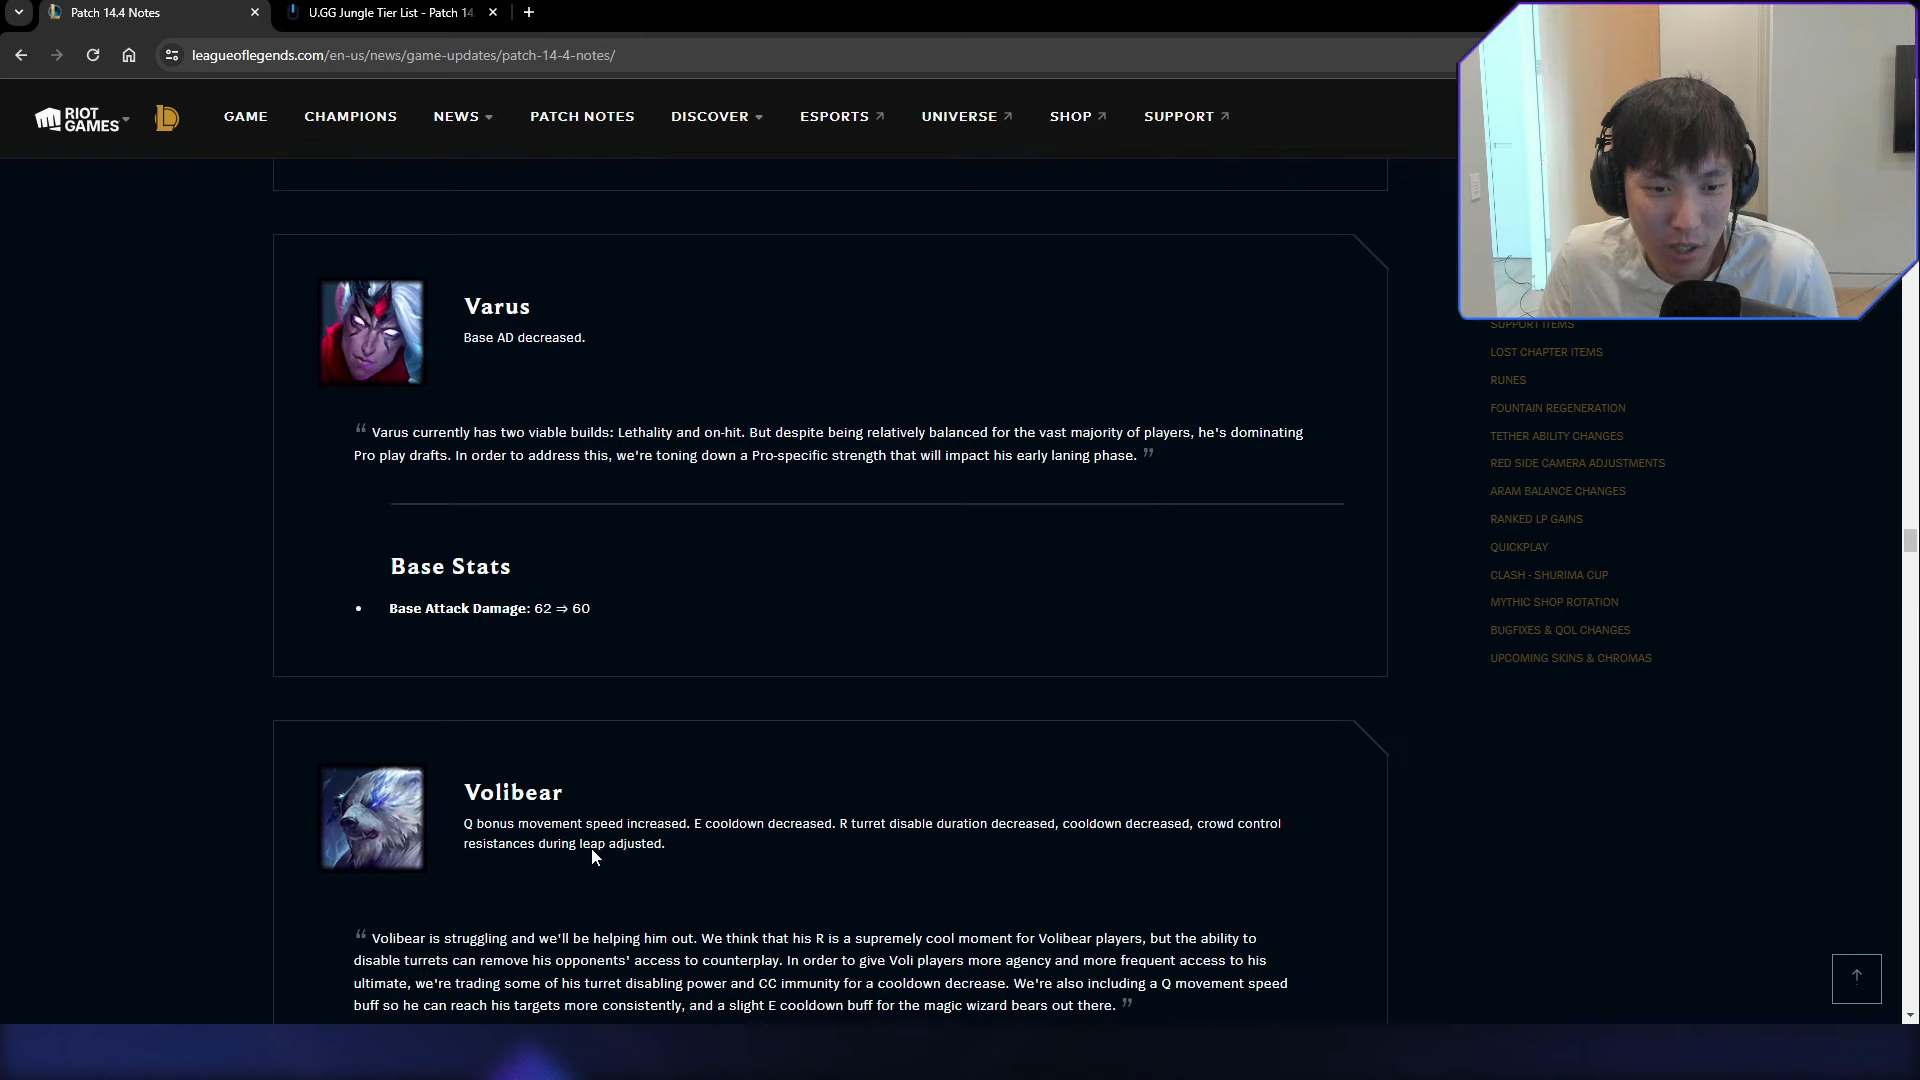 Patch 14.4 Notes
U.GG Jungle Tier List - Patch 14
leagueoflegends.com/en-us/news/game-updates/patch-14-4-notes/
RIOT GAMES
GAME
CHAMPIONS
NEWS
PATCH NOTES
DISCOVER
ESPORTS
UNIVERSE
SHOP
SUPPORT
Varus
Base AD decreased.
“ Varus currently has two viable builds: Lethality and on-hit. But despite being relatively balanced for the vast majority of players, he's dominating
Pro play drafts. In order to address this, we're toning down a Pro-specific strength that will impact his early laning phase. ”
Base Stats
• Base Attack Damage: 62 ⇒ 60
Volibear
Q bonus movement speed increased. E cooldown decreased. R turret disable duration decreased, cooldown decreased, crowd control
resistances during leap adjusted.
“ Volibear is struggling and we'll be helping him out. We think that his R is a supremely cool moment for Volibear players, but the ability to
disable turrets can remove his opponents' access to counterplay. In order to give Voli players more agency and more frequent access to his
ultimate, we're trading some of his turret disabling power and CC immunity for a cooldown decrease. We're also including a Q movement speed
buff so he can reach his targets more consistently, and a slight E cooldown buff for the magic wizard bears out there. ”
SUPPORT ITEMS
LOST CHAPTER ITEMS
RUNES
FOUNTAIN REGENERATION
TETHER ABILITY CHANGES
RED SIDE CAMERA ADJUSTMENTS
ARAM BALANCE CHANGES
RANKED LP GAINS
QUICKPLAY
CLASH - SHURIMA CUP
MYTHIC SHOP ROTATION
BUGFIXES & QOL CHANGES
UPCOMING SKINS & CHROMAS